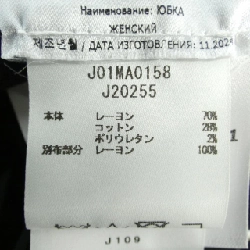 Наименование: ЮБКА
ЖЕНСКИЙ
제조년월 / ДАТА ИЗГОТОВЛЕНИЯ: 11.202
J01MA0158
J20255
本体 レーヨン 70%
コットン 28%
ポリウレタン 2%
別布部分 レーヨン 100%
1
J109